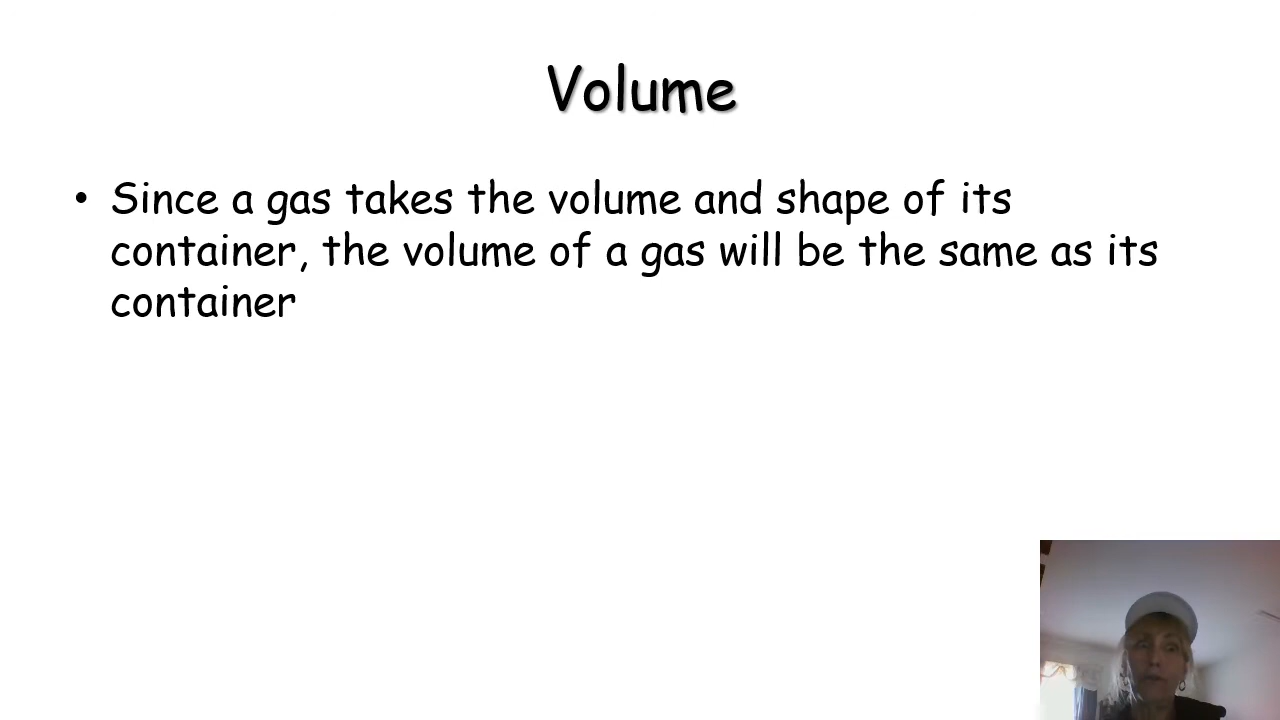 Volume
• Since a gas takes the volume and shape of its
container, the volume of a gas will be the same as its
container